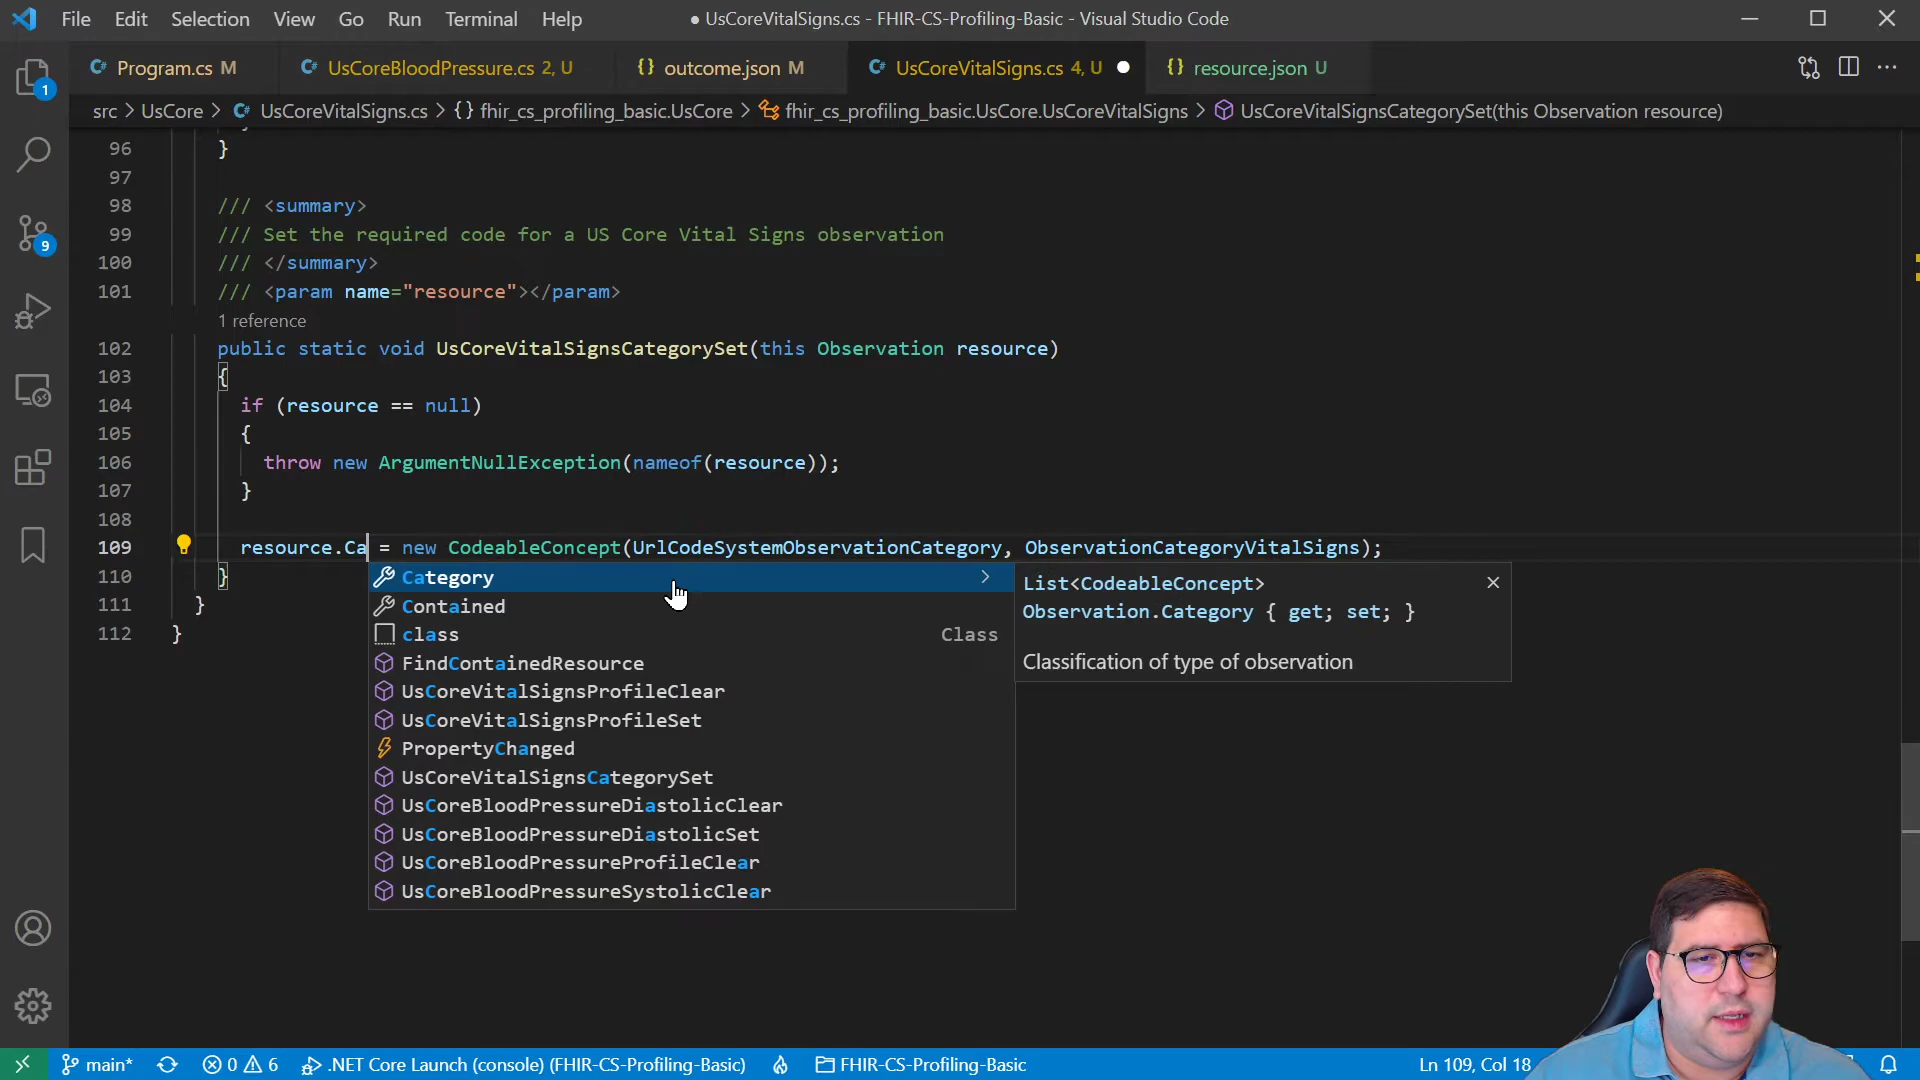 File Edit Selection View Go Run Terminal Help
● UsCoreVitalSigns.cs - FHIR-CS-Profiling-Basic - Visual Studio Code
Program.cs M
UsCoreBloodPressure.cs 2, U
{} outcome.json M
UsCoreVitalSigns.cs 4, U ●
{} resource.json U
src > UsCore > UsCoreVitalSigns.cs > {} fhir_cs_profiling_basic.UsCore > fhir_cs_profiling_basic.UsCore.UsCoreVitalSigns > UsCoreVitalSignsCategorySet(this Observation resource)
1
9
96 }
97
98 /// <summary>
99 /// Set the required code for a US Core Vital Signs observation
100 /// </summary>
101 /// <param name="resource"></param>
1 reference
102 public static void UsCoreVitalSignsCategorySet(this Observation resource)
103 {
104 if (resource == null)
105 {
106 throw new ArgumentNullException(nameof(resource));
107 }
108
109 resource.Ca = new CodeableConcept(UrlCodeSystemObservationCategory, ObservationCategoryVitalSigns);
110 }
111 }
112 }
Category
Contained
class Class
FindContainedResource
UsCoreVitalSignsProfileClear
UsCoreVitalSignsProfileSet
PropertyChanged
UsCoreVitalSignsCategorySet
UsCoreBloodPressureDiastolicClear
UsCoreBloodPressureDiastolicSet
UsCoreBloodPressureProfileClear
UsCoreBloodPressureSystolicClear
List<CodeableConcept>
Observation.Category { get; set; }
Classification of type of observation
main* 0 6 .NET Core Launch (console) (FHIR-CS-Profiling-Basic) FHIR-CS-Profiling-Basic Ln 109, Col 18